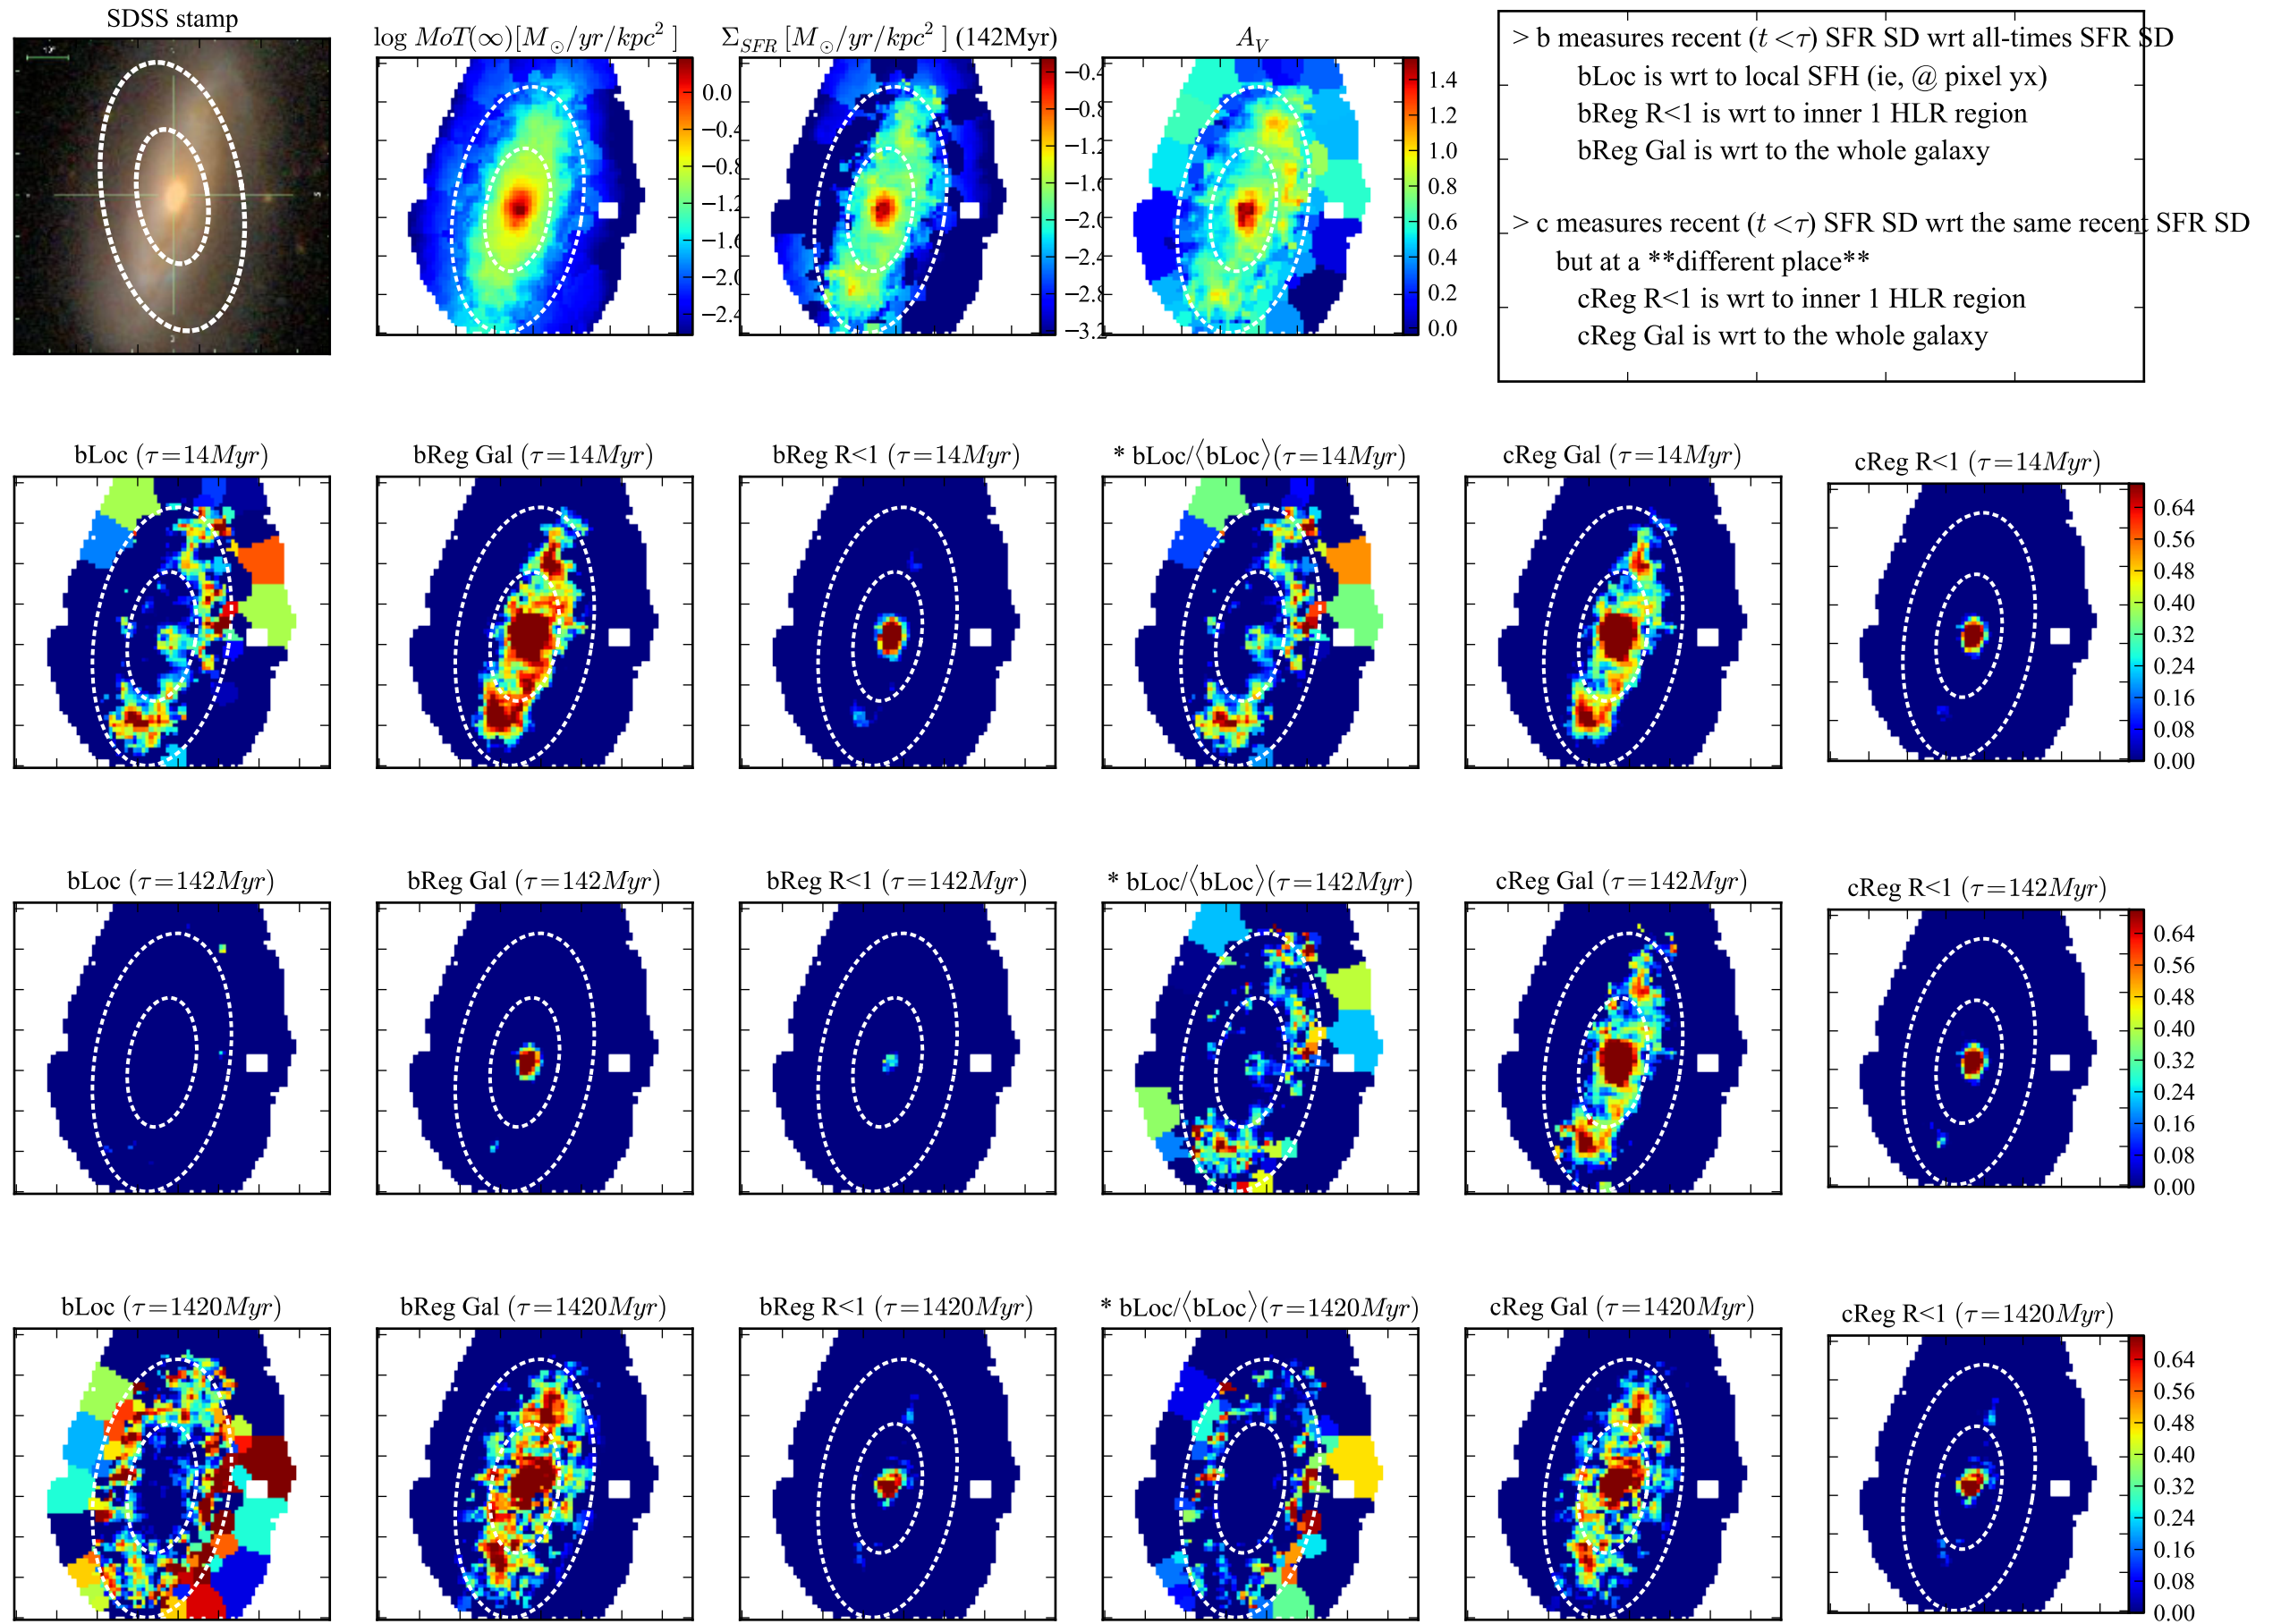 SDSS stamp
log MoT(∞)[M⊙/yr/kpc² ]
Σ_SFR [M⊙/yr/kpc² ] (142Myr)
A_V
0.0
−0.4
−0.8
−1.2
−1.6
−2.0
−2.4
−0.4
−0.8
−1.2
−1.6
−2.0
−2.4
−2.8
−3.2
1.4
1.2
1.0
0.8
0.6
0.4
0.2
0.0
> b measures recent (t < τ) SFR SD wrt all-times SFR SD
bLoc is wrt to local SFH (ie, @ pixel yx)
bReg R<1 is wrt to inner 1 HLR region
bReg Gal is wrt to the whole galaxy
> c measures recent (t < τ) SFR SD wrt the same recent SFR SD
but at a **different place**
cReg R<1 is wrt to inner 1 HLR region
cReg Gal is wrt to the whole galaxy
bLoc (τ=14Myr)
bReg Gal (τ=14Myr)
bReg R<1 (τ=14Myr)
* bLoc/⟨bLoc⟩(τ=14Myr)
cReg Gal (τ=14Myr)
cReg R<1 (τ=14Myr)
0.64
0.56
0.48
0.40
0.32
0.24
0.16
0.08
0.00
bLoc (τ=142Myr)
bReg Gal (τ=142Myr)
bReg R<1 (τ=142Myr)
* bLoc/⟨bLoc⟩(τ=142Myr)
cReg Gal (τ=142Myr)
cReg R<1 (τ=142Myr)
0.64
0.56
0.48
0.40
0.32
0.24
0.16
0.08
0.00
bLoc (τ=1420Myr)
bReg Gal (τ=1420Myr)
bReg R<1 (τ=1420Myr)
* bLoc/⟨bLoc⟩(τ=1420Myr)
cReg Gal (τ=1420Myr)
cReg R<1 (τ=1420Myr)
0.64
0.56
0.48
0.40
0.32
0.24
0.16
0.08
0.00